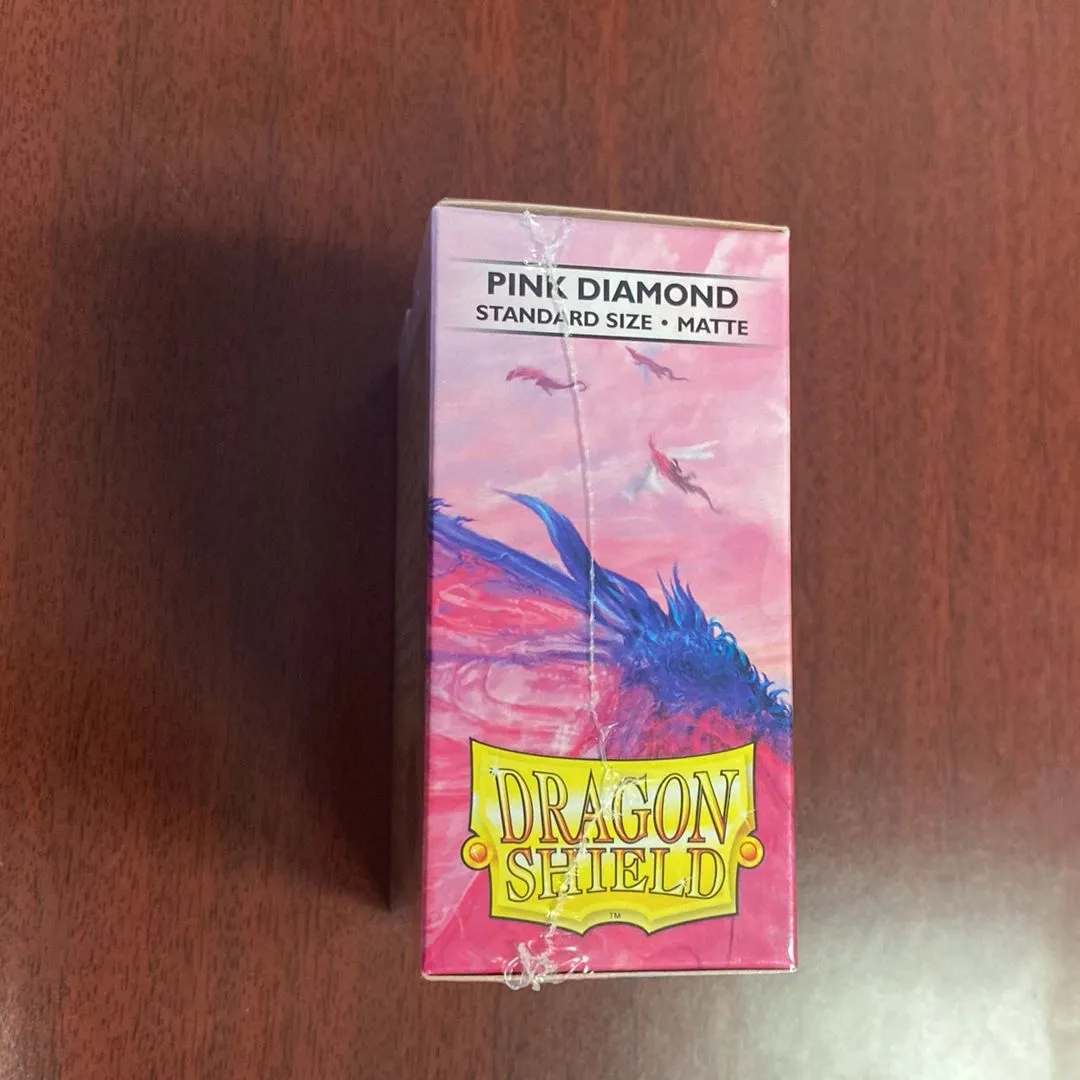 PINK DIAMOND
STANDARD SIZE • MATTE
DRAGON
SHIELD
TM